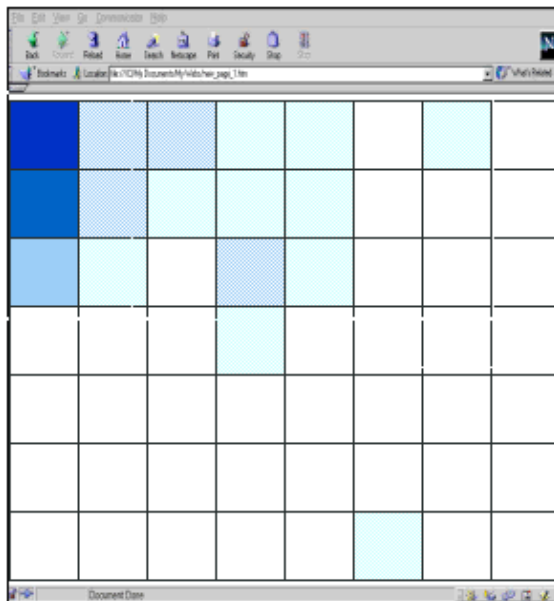 File Edit View Go Communicator Help
Back Forward Reload Home Search Netscape Print Security Stop
Bookmarks Location: What's Related
N
Document: Done